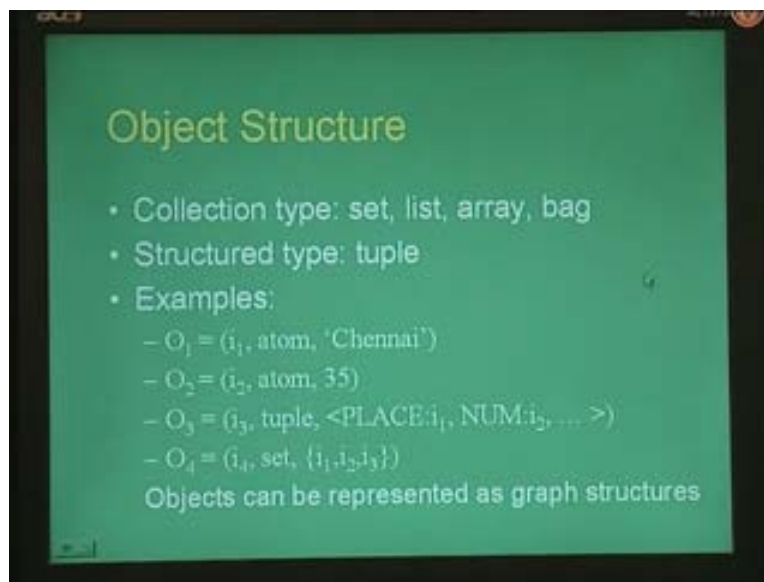 acer
Object Structure
• Collection type: set, list, array, bag
• Structured type: tuple
• Examples:
– O₁ = (i₁, atom, ‘Chennai’)
– O₂ = (i₂, atom, 35)
– O₃ = (i₃, tuple, <PLACE:i₁, NUM:i₂, ... >)
– O₄ = (i₄, set, {i₁,i₂,i₃})
Objects can be represented as graph structures